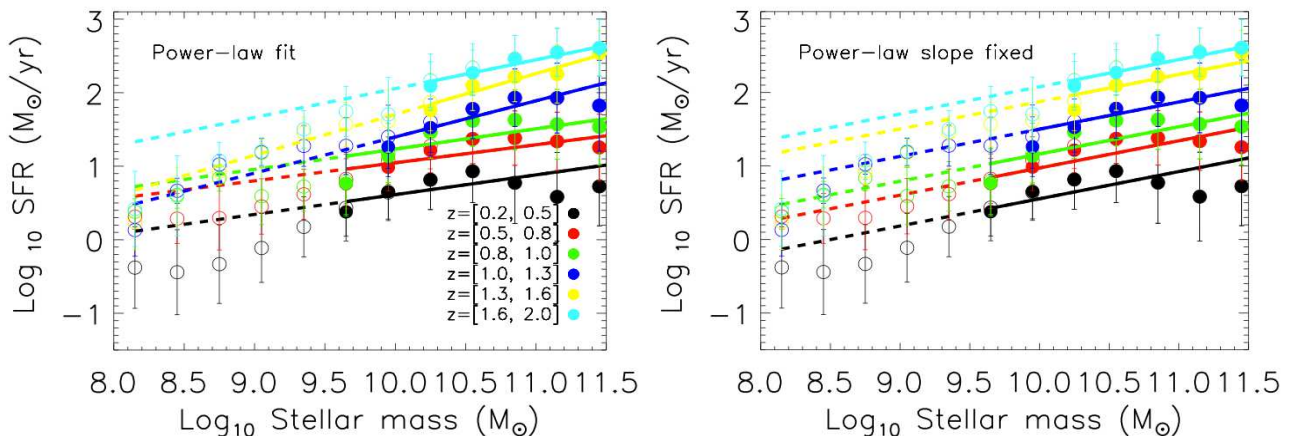 Power-law fit
3
2
1
0
−1
Log₁₀ SFR (M☉/yr)
z=[0.2, 0.5]
z=[0.5, 0.8]
z=[0.8, 1.0]
z=[1.0, 1.3]
z=[1.3, 1.6]
z=[1.6, 2.0]
8.0 8.5 9.0 9.5 10.0 10.5 11.0 11.5
Log₁₀ Stellar mass (M☉)
Power-law slope fixed
3
2
1
0
−1
Log ₁₀ SFR (M☉/yr)
8.0 8.5 9.0 9.5 10.0 10.5 11.0 11.5
Log₁₀ Stellar mass (M☉)